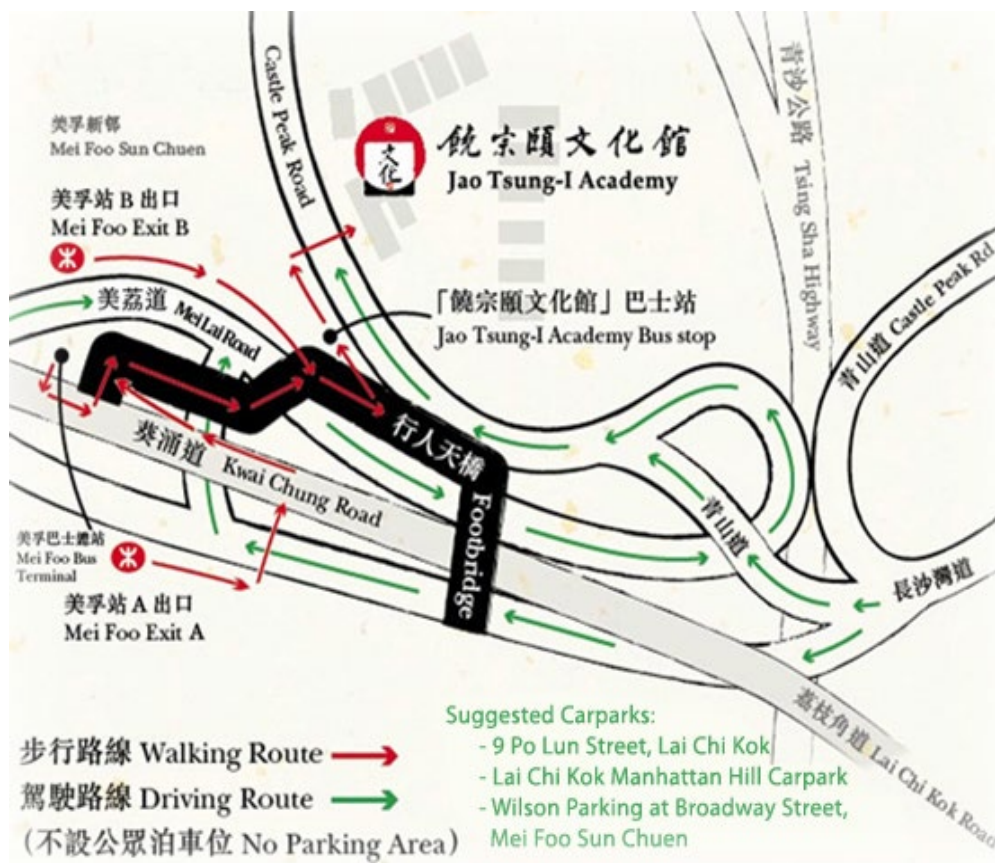 美孚新邨
Mei Foo Sun Chuen
美孚站 B 出口
Mei Foo Exit B
Castle Peak Road
文化
饒宗頤文化館
Jao Tsung-I Academy
青沙公路 Tsing Sha Highway
青山道 Castle Peak Rd
美荔道 Mei Lai Road
「饒宗頤文化館」巴士站
Jao Tsung-I Academy Bus stop
行人天橋 Footbridge
葵涌道 Kwai Chung Road
青山道
長沙灣道
美孚巴士總站
Mei Foo Bus
Terminal
美孚站 A 出口
Mei Foo Exit A
荔枝角道 Lai Chi Kok Road
步行路線 Walking Route
駕駛路線 Driving Route
(不設公眾泊車位 No Parking Area)
Suggested Carparks:
- 9 Po Lun Street, Lai Chi Kok
- Lai Chi Kok Manhattan Hill Carpark
- Wilson Parking at Broadway Street,
Mei Foo Sun Chuen